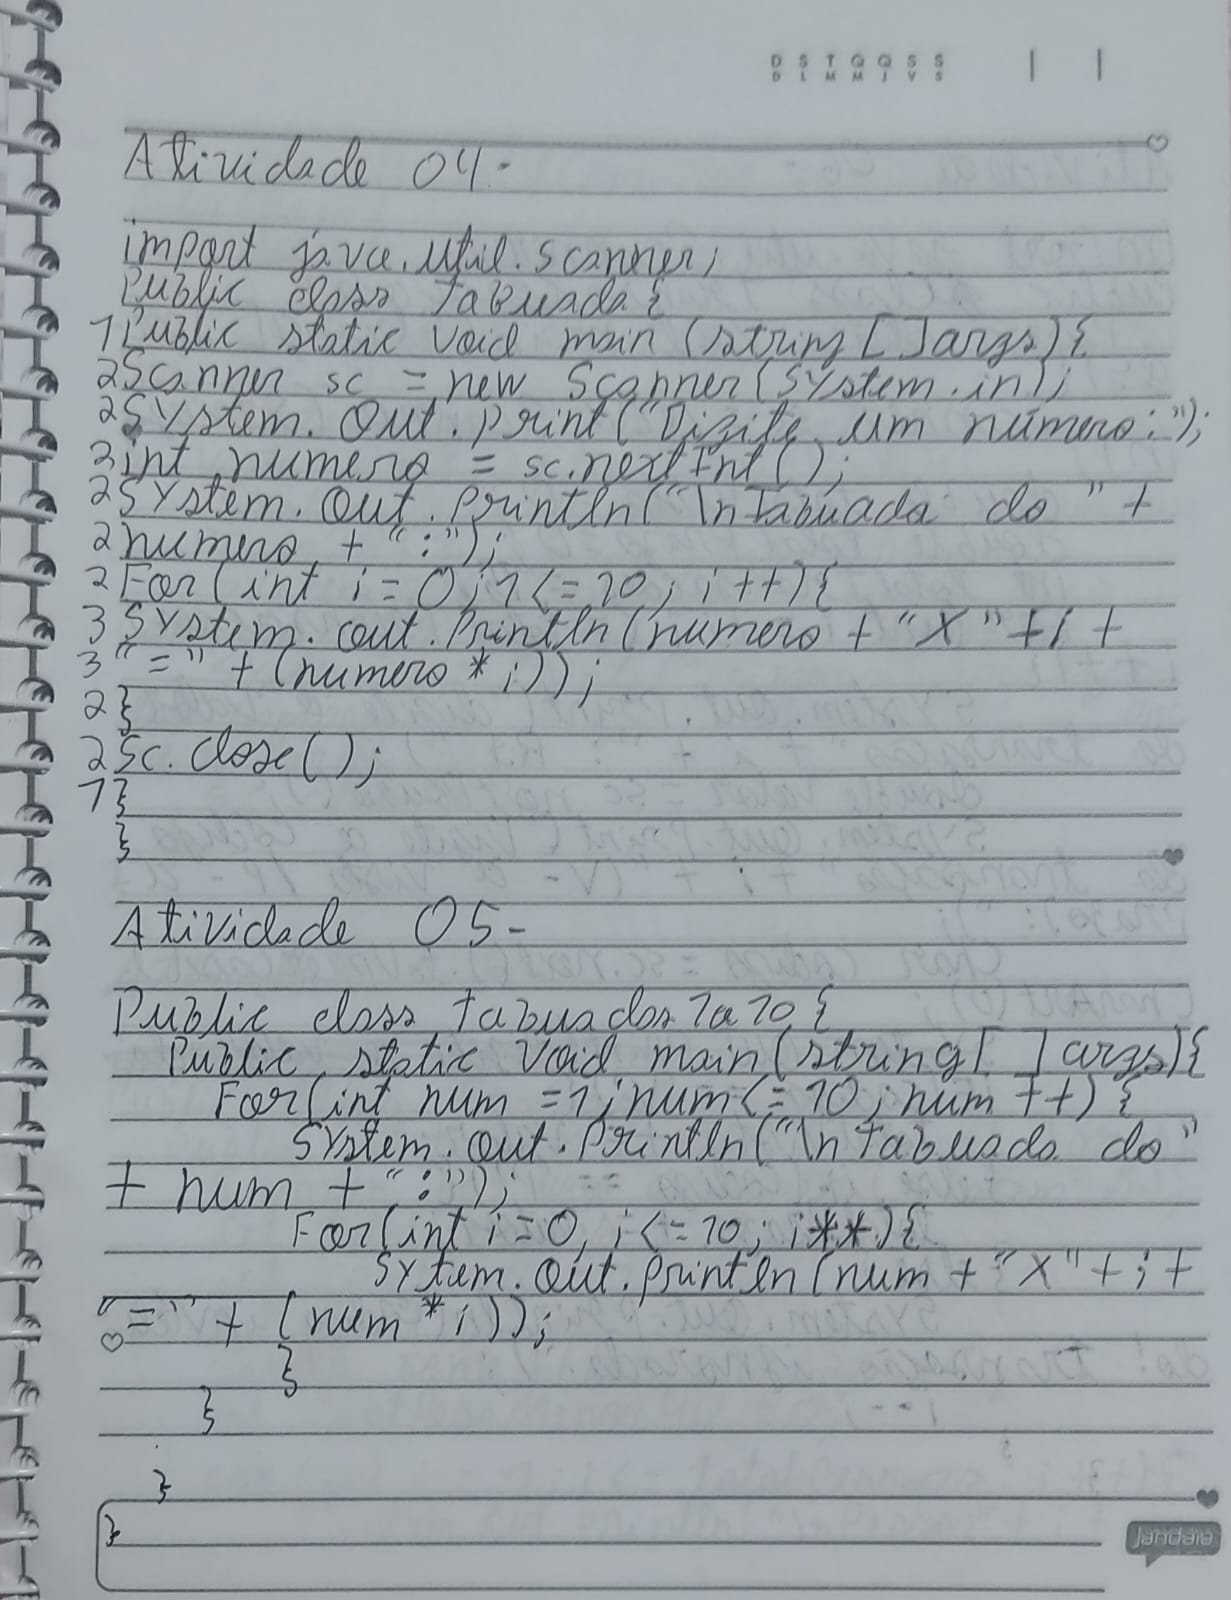 D S T Q Q S S
D L M M J V S
Atividade 04-
import java.util.scanner;
Public class Tabuada{
1Public static void main (string[ ]args){
2Scanner sc = new Scanner(System.in);
2System.Out.print("Digite um número:");
3int numero = sc.nextInt();
2System.Out.println("\nTabuada do " +
2numero + ":");
2For(int i=0;1<=10; i++){
3System.out.println(numero + "X"+i+
3"=" + (numero*i));
2}
2Sc.close();
1}
}
Atividade 05-
Public class Tabuadas1a10{
Public static void main(string[ ]args){
For(int num =1;num<=10;num++) {
System.out.println("\nTabuada do"
+ num + ":");
For(int i=0, i<=10; i**){
Sytem.Out.println(num+"X"+i+
"=" + (num*i));
}
}
}
}
jandaia